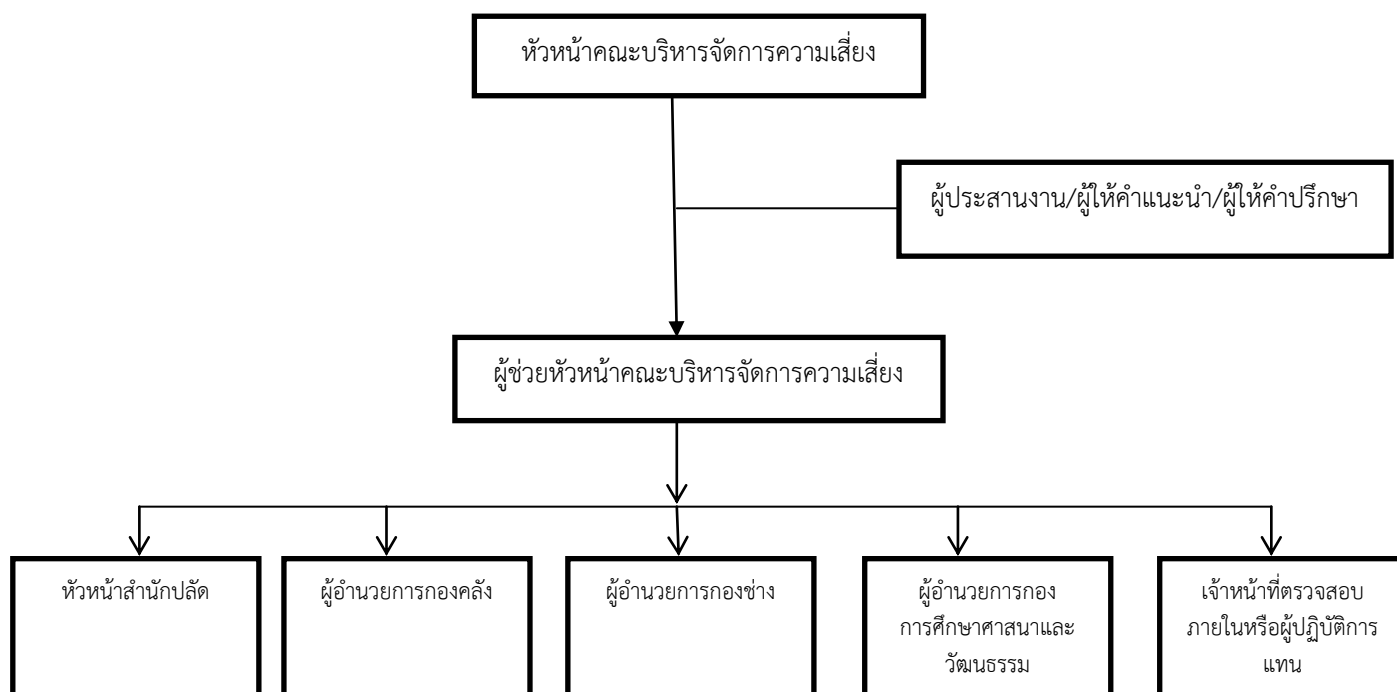 หัวหน้าคณะบริหารจัดการความเสี่ยง
ผู้ประสานงาน/ผู้ให้คำแนะนำ/ผู้ให้คำปรึกษา
ผู้ช่วยหัวหน้าคณะบริหารจัดการความเสี่ยง
หัวหน้าสำนักปลัด
ผู้อำนวยการกองคลัง
ผู้อำนวยการกองช่าง
ผู้อำนวยการกอง
การศึกษาศาสนาและ
วัฒนธรรม
เจ้าหน้าที่ตรวจสอบ
ภายในหรือผู้ปฏิบัติการ
แทน